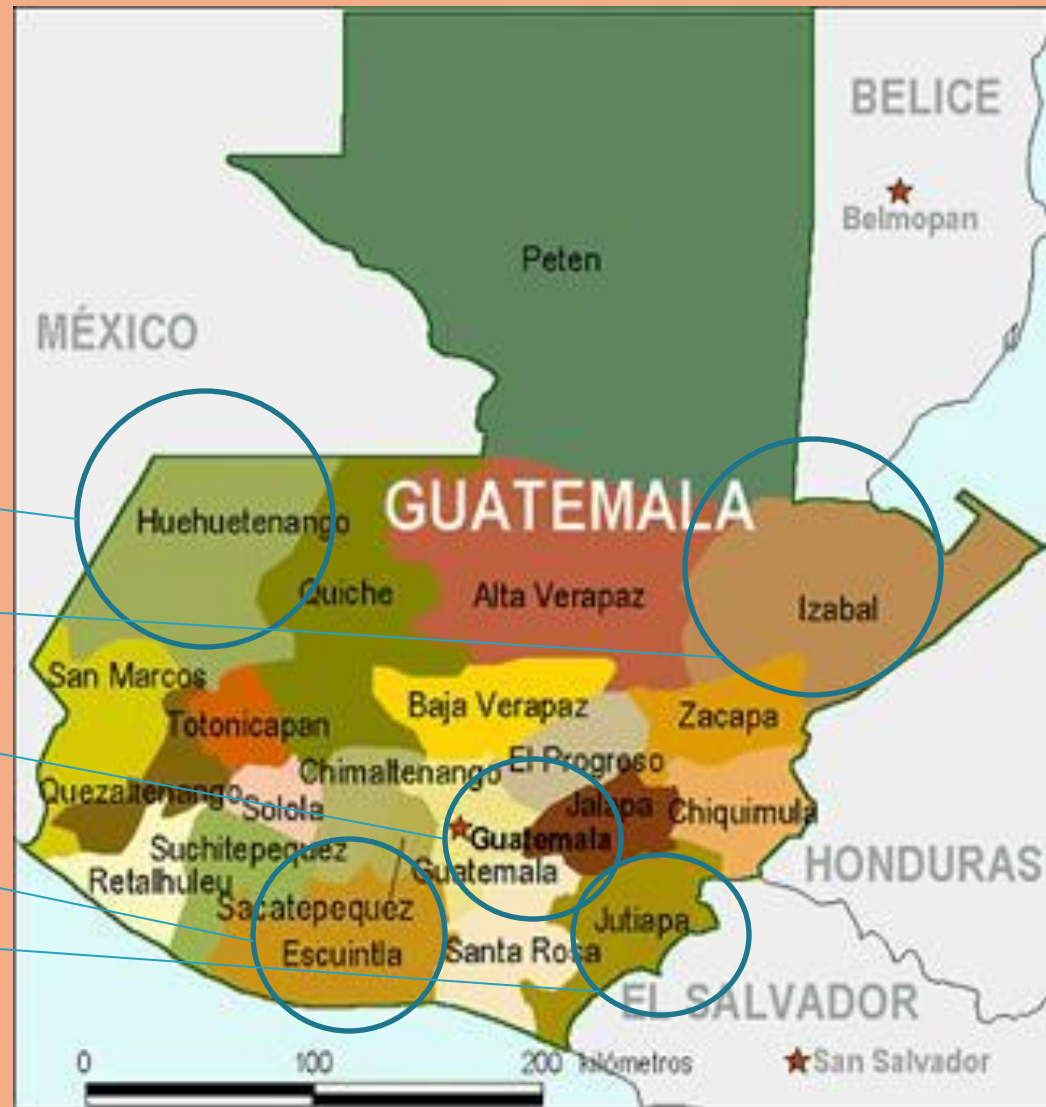 BELICE
Belmopan
Peten
MÉXICO
GUATEMALA
Huehuetenango
Quiche
Alta Verapaz
Izabal
San Marcos
Totonicapan
Baja Verapaz
Zacapa
El Progroso
Chimaltenango
Quezaltenango
Solola
Jalapa
Chiquimula
Guatemala
Suchitepequez
Guatemala
HONDURAS
Retalhuleu
Sacatepequez
Jutiapa
Escuintla
Santa Rosa
EL SALVADOR
0 100 200 kilómetros
San Salvador